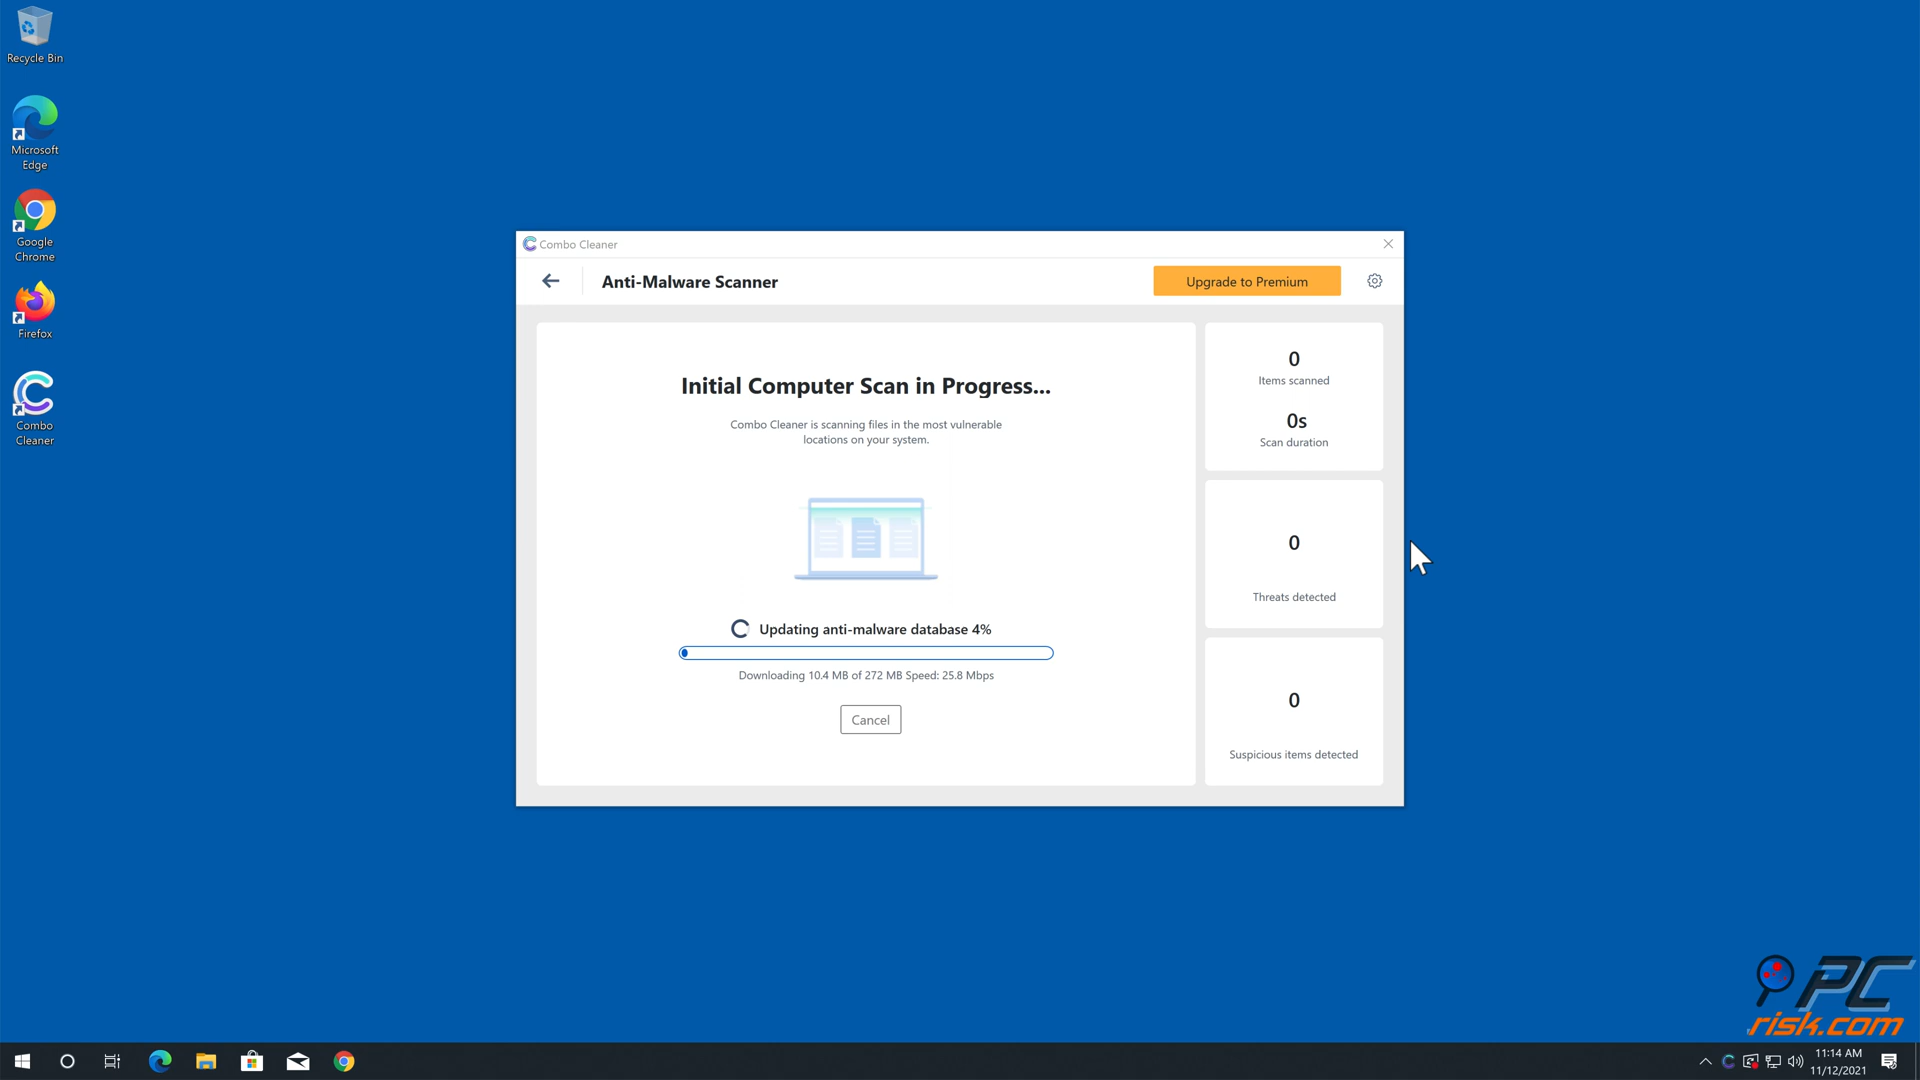 Recycle Bin
Microsoft
Edge
Google
Chrome
Firefox
Combo
Cleaner
Combo Cleaner
Anti-Malware Scanner
Upgrade to Premium
Initial Computer Scan in Progress...
Combo Cleaner is scanning files in the most vulnerable
locations on your system.
Updating anti-malware database 4%
Downloading 10.4 MB of 272 MB Speed: 25.8 Mbps
Cancel
0
Items scanned
0s
Scan duration
0
Threats detected
0
Suspicious items detected
PC
risk.com
11:14 AM
11/12/2021